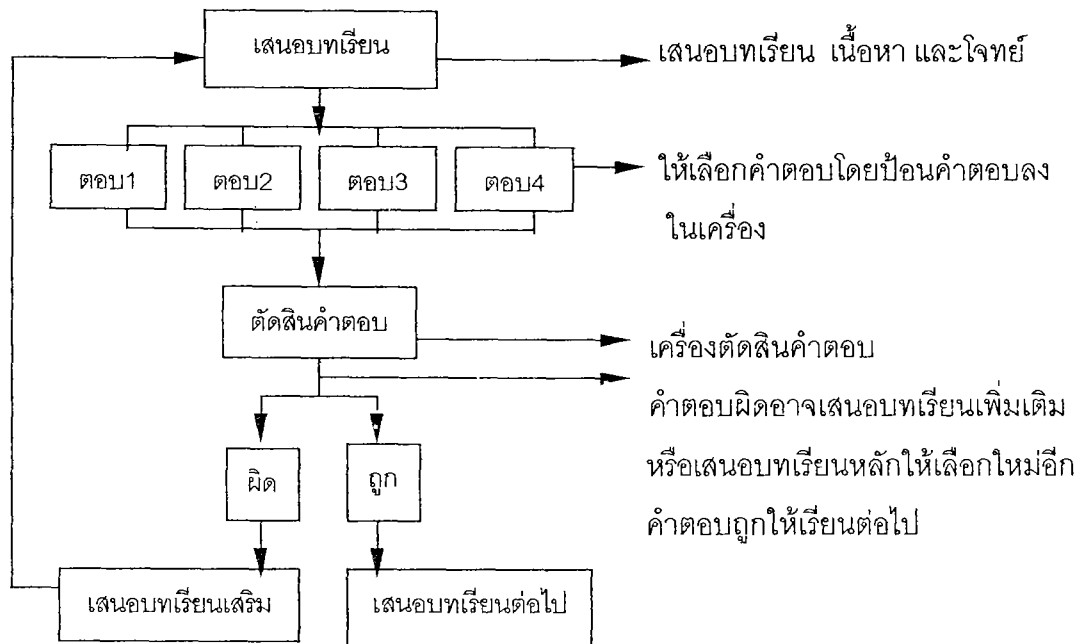 เสนอบทเรียน
เสนอบทเรียน เนื้อหา และโจทย์
ตอบ1
ตอบ2
ตอบ3
ตอบ4
ให้เลือกคำตอบโดยป้อนคำตอบลง
ในเครื่อง
ตัดสินคำตอบ
เครื่องตัดสินคำตอบ
คำตอบผิดอาจเสนอบทเรียนเพิ่มเติม
หรือเสนอบทเรียนหลักให้เลือกใหม่อีก
คำตอบถูกให้เรียนต่อไป
ผิด
ถูก
เสนอบทเรียนเสริม
เสนอบทเรียนต่อไป